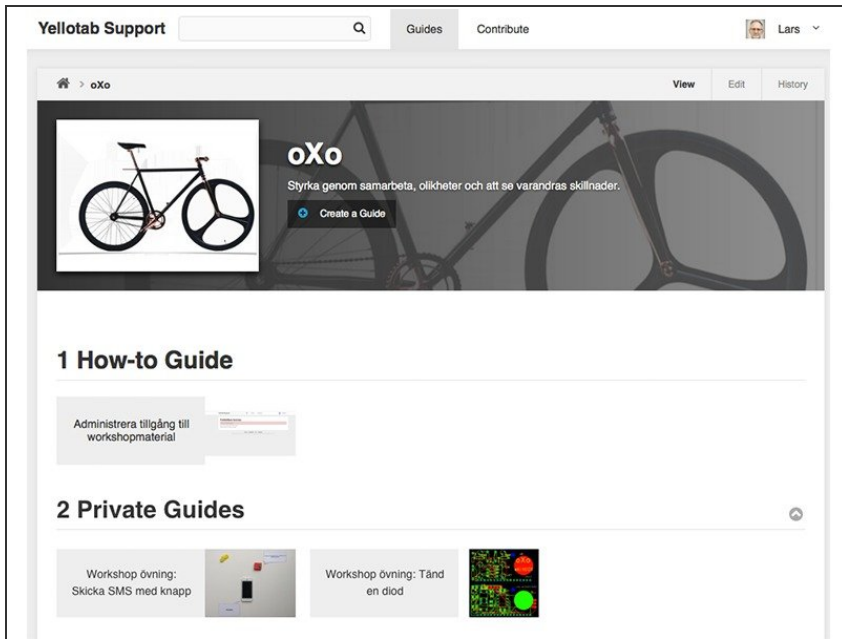 Yellotab Support
Guides
Contribute
Lars
> oXo
View
Edit
History
oXo
Styrka genom samarbeta, olikheter och att se varandras skillnader.
Create a Guide
1 How-to Guide
Administrera tillgång till
workshopmaterial
2 Private Guides
Workshop övning:
Skicka SMS med knapp
Workshop övning: Tänd
en diod